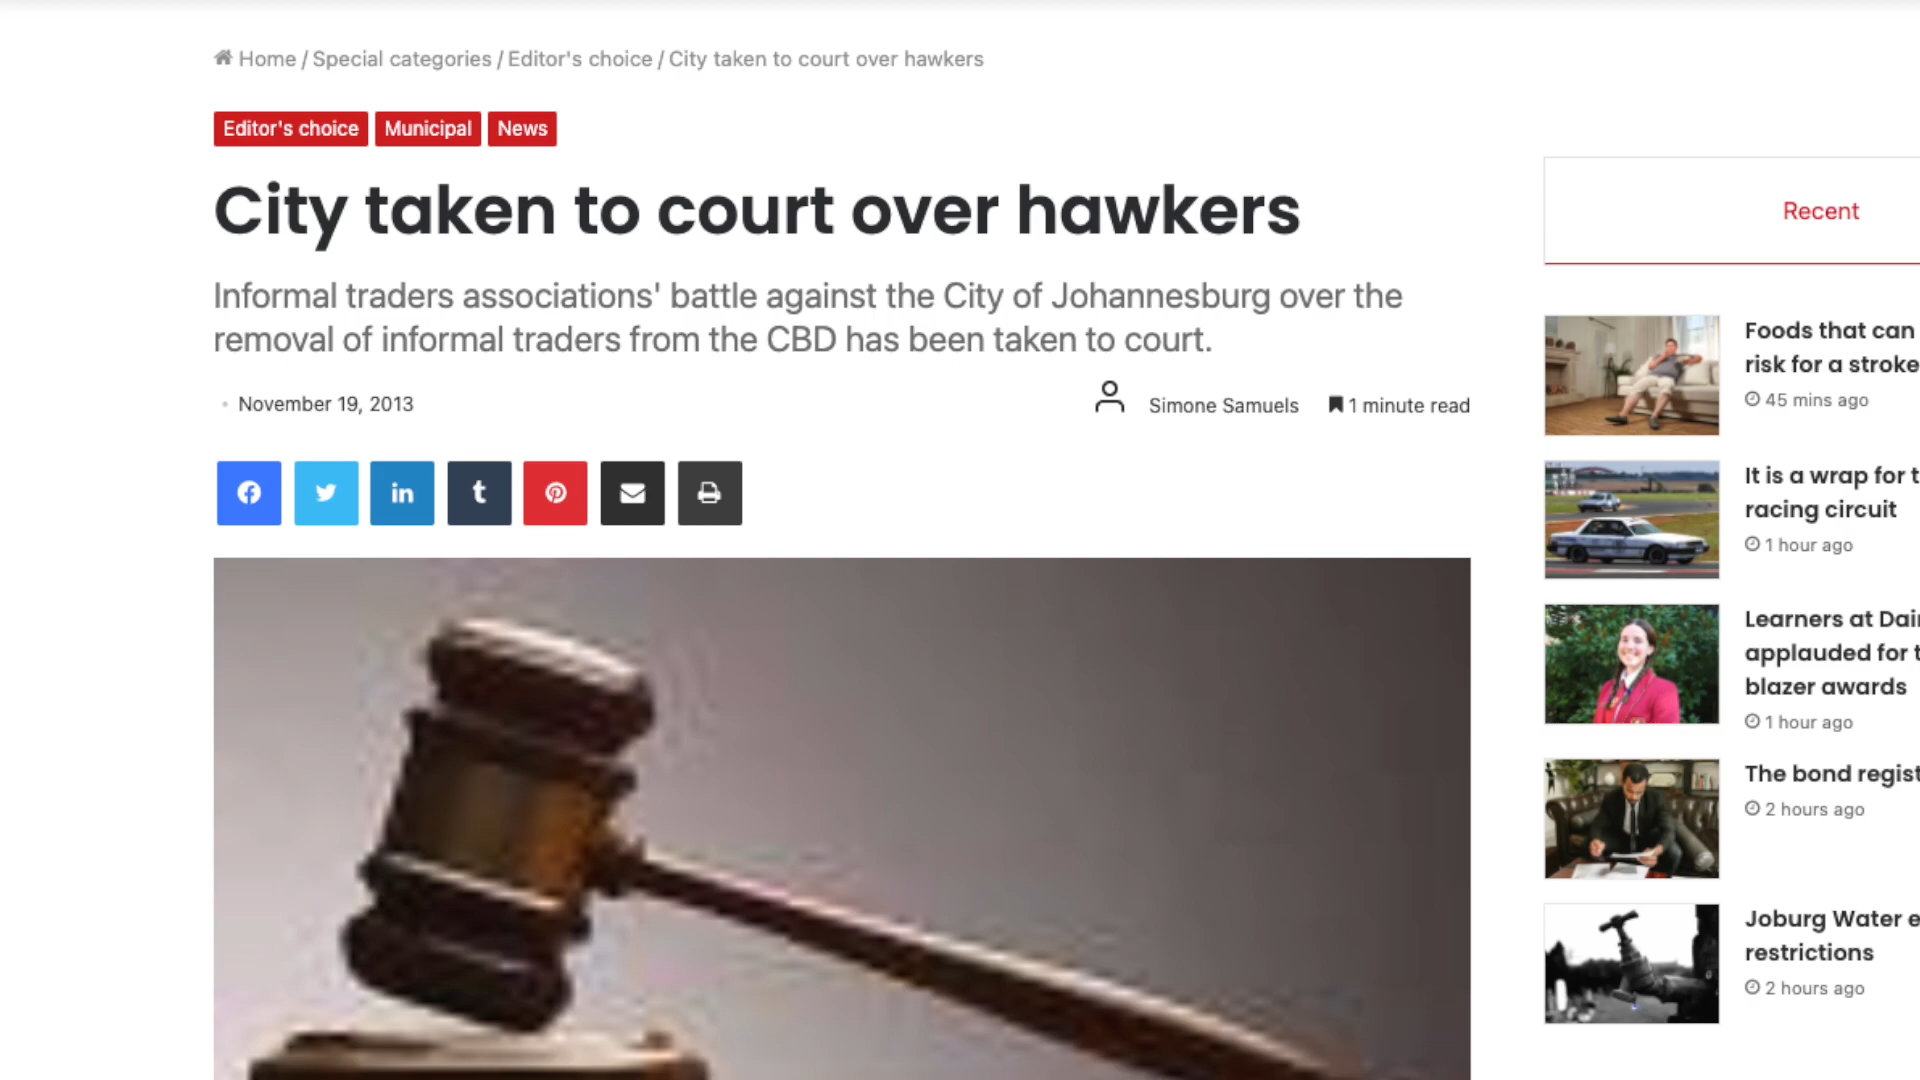 Home / Special categories / Editor's choice / City taken to court over hawkers
Editor's choice
Municipal
News
City taken to court over hawkers
Informal traders associations' battle against the City of Johannesburg over the
removal of informal traders from the CBD has been taken to court.
November 19, 2013
Simone Samuels
1 minute read
Recent
Foods that can
risk for a stroke
45 mins ago
It is a wrap for
racing circuit
1 hour ago
Learners at
applauded for
blazer awards
1 hour ago
The bond
2 hours ago
Joburg Water
restrictions
2 hours ago